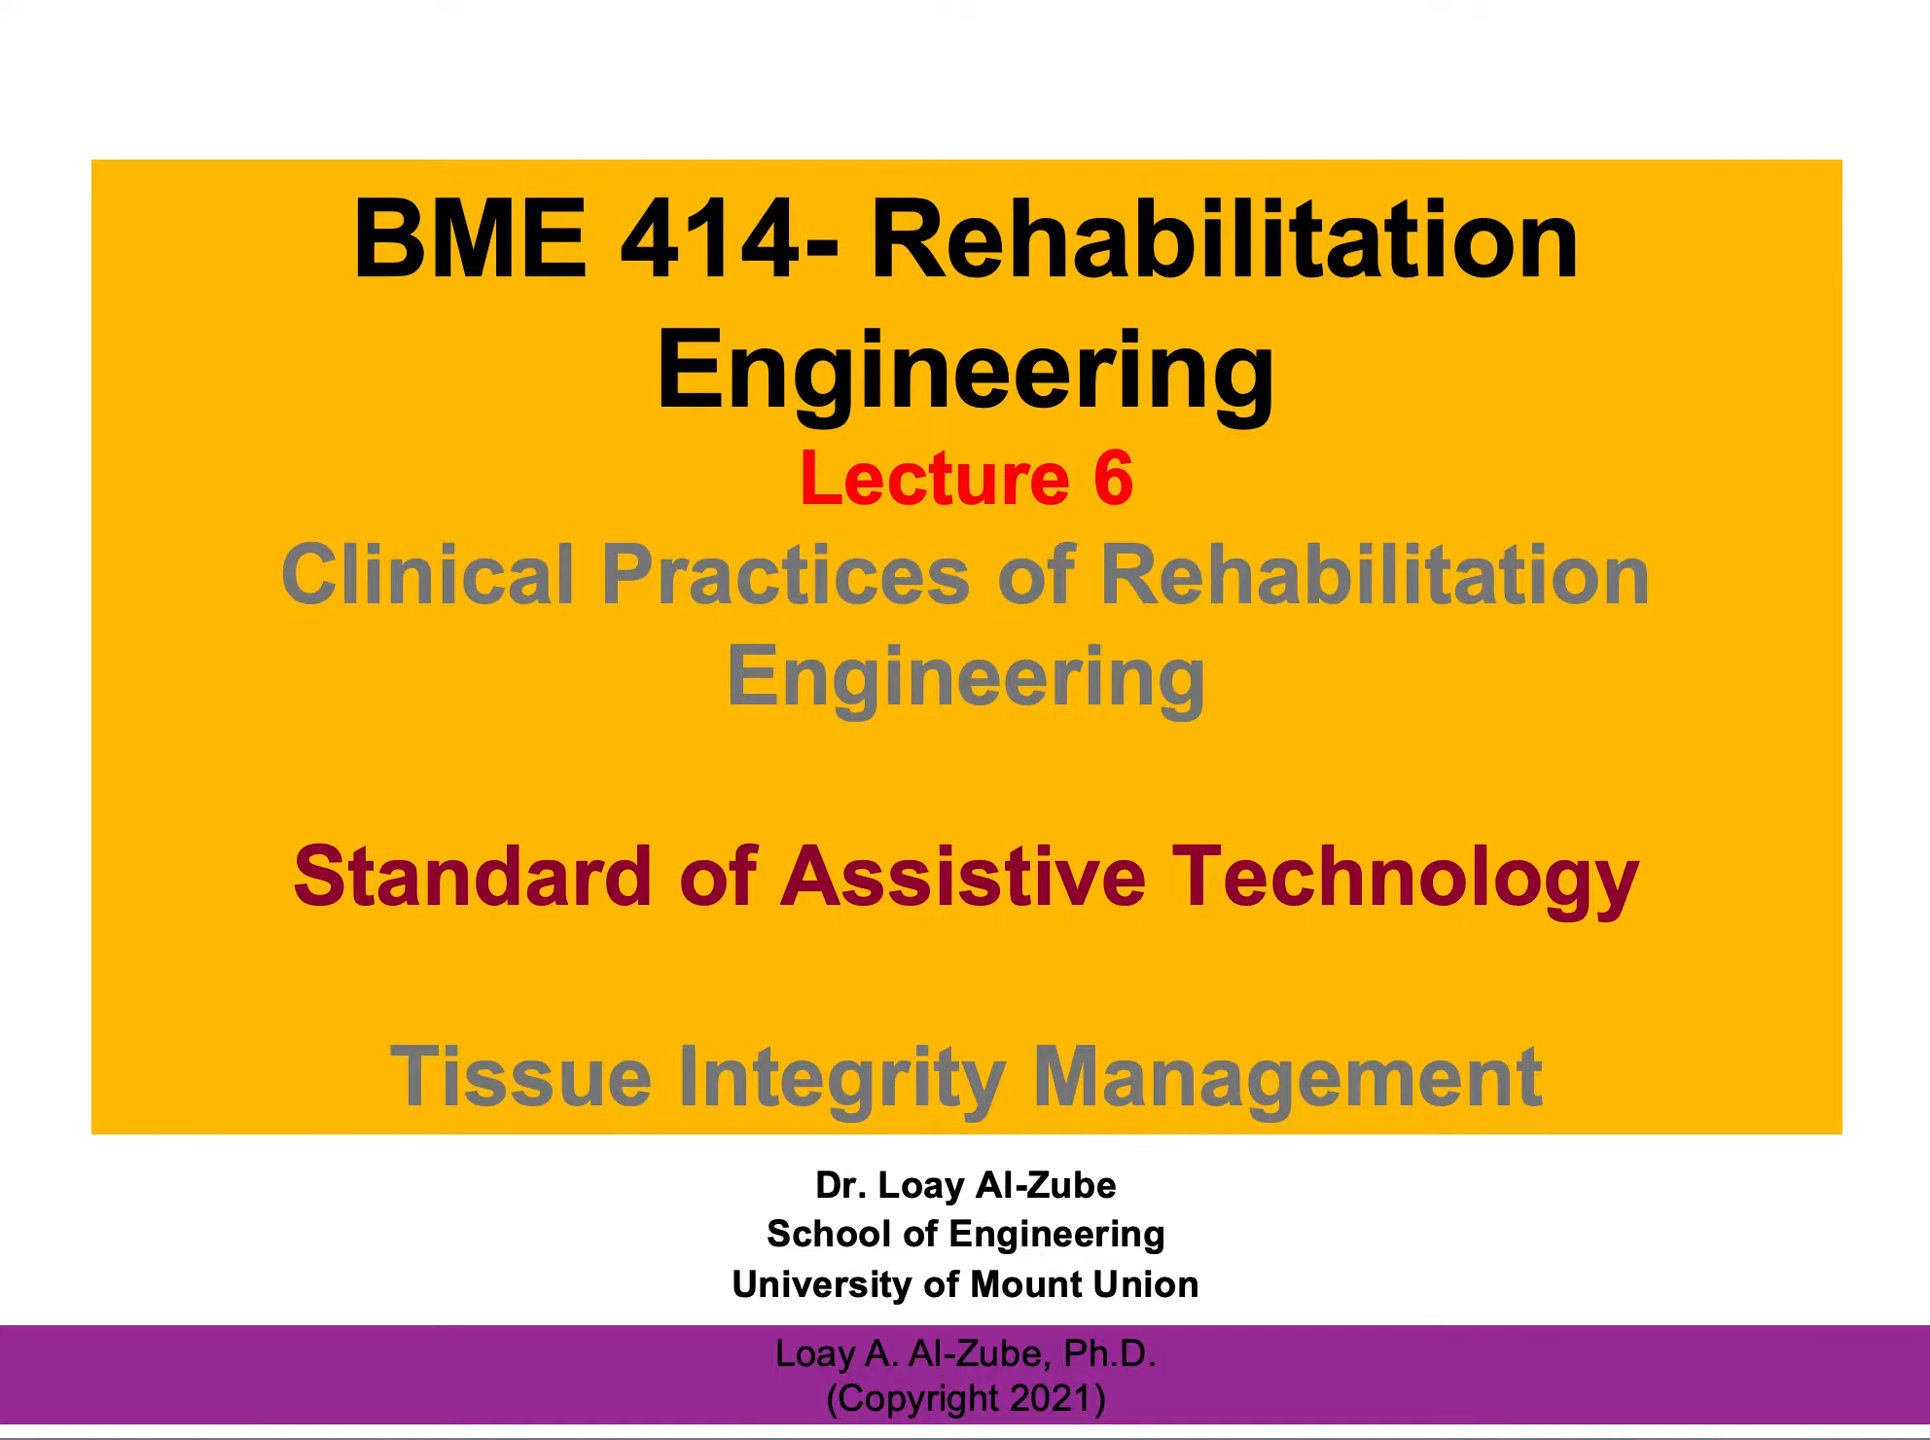 BME 414- Rehabilitation
Engineering
Lecture 6
Clinical Practices of Rehabilitation
Engineering
Standard of Assistive Technology
Tissue Integrity Management
Dr. Loay Al-Zube
School of Engineering
University of Mount Union
Loay A. Al-Zube, Ph.D.
(Copyright 2021)